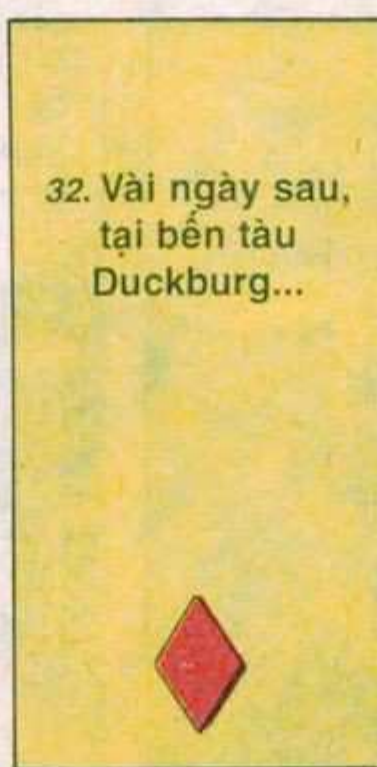 32. Vài ngày sau,
tại bến tàu
Duckburg...